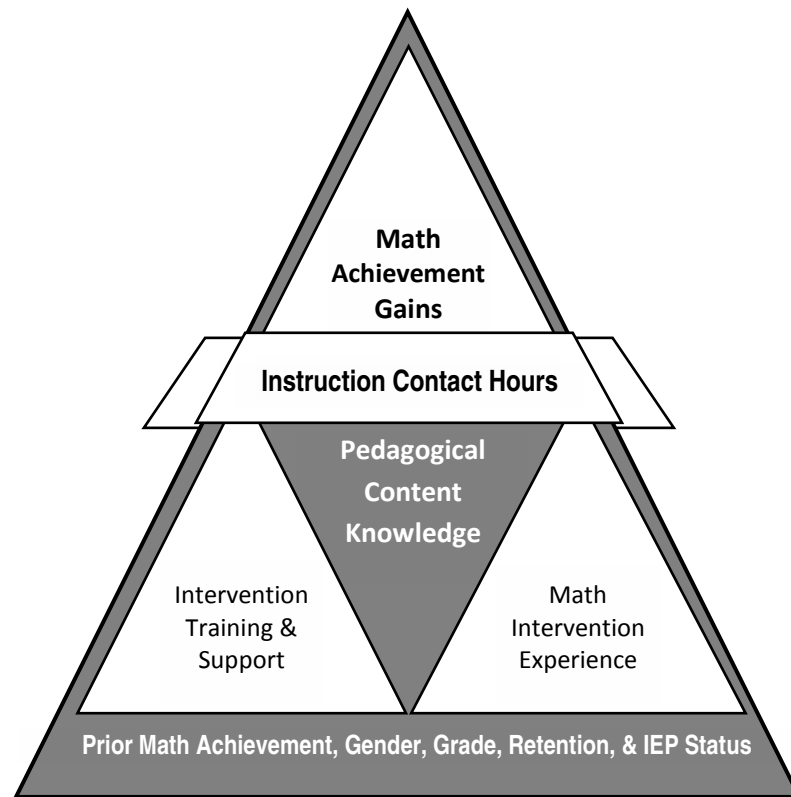 Math
Achievement
Gains
Instruction Contact Hours
Pedagogical
Content
Knowledge
Intervention
Training &
Support
Math
Intervention
Experience
Prior Math Achievement, Gender, Grade, Retention, & IEP Status